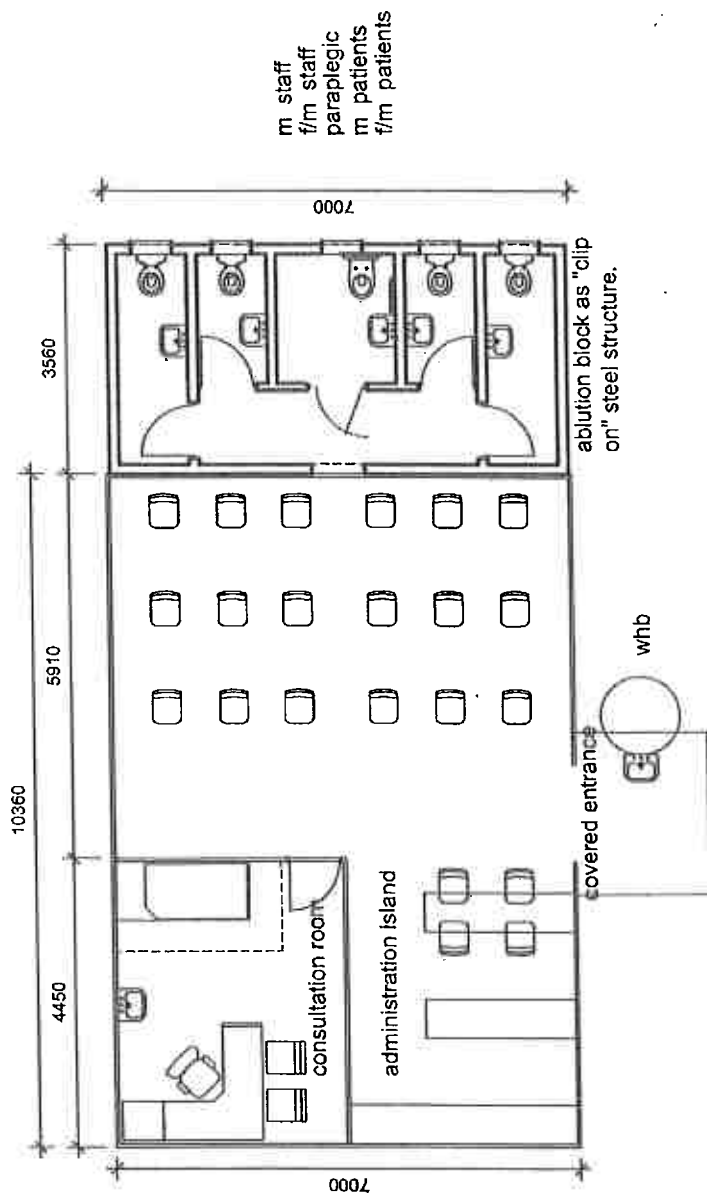 m staff
f/m staff
paraplegic
m patients
f/m patients
7000
3560
ablution block as "clip
on" steel structure.
10360
5910
4450
whb
covered entrance
consultation room
administration Island
7000